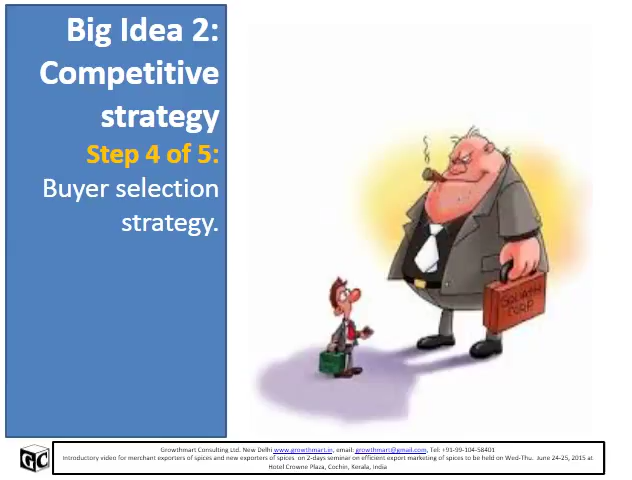 Big Idea 2:
Competitive
strategy
Step 4 of 5:
Buyer selection
strategy.
GOLIATH
CORP
GC
Growthmart Consulting Ltd. New Delhi www.growthmart.in, email: growthmart@gmail.com, Tel: +91-99-104-58401
Introductory video for merchant exporters of spices and new exporters of spices on 2-days seminar on efficient export marketing of spices to be held on Wed-Thu. June 24-25, 2015 at
Hotel Crowne Plaza, Cochin, Kerala, India